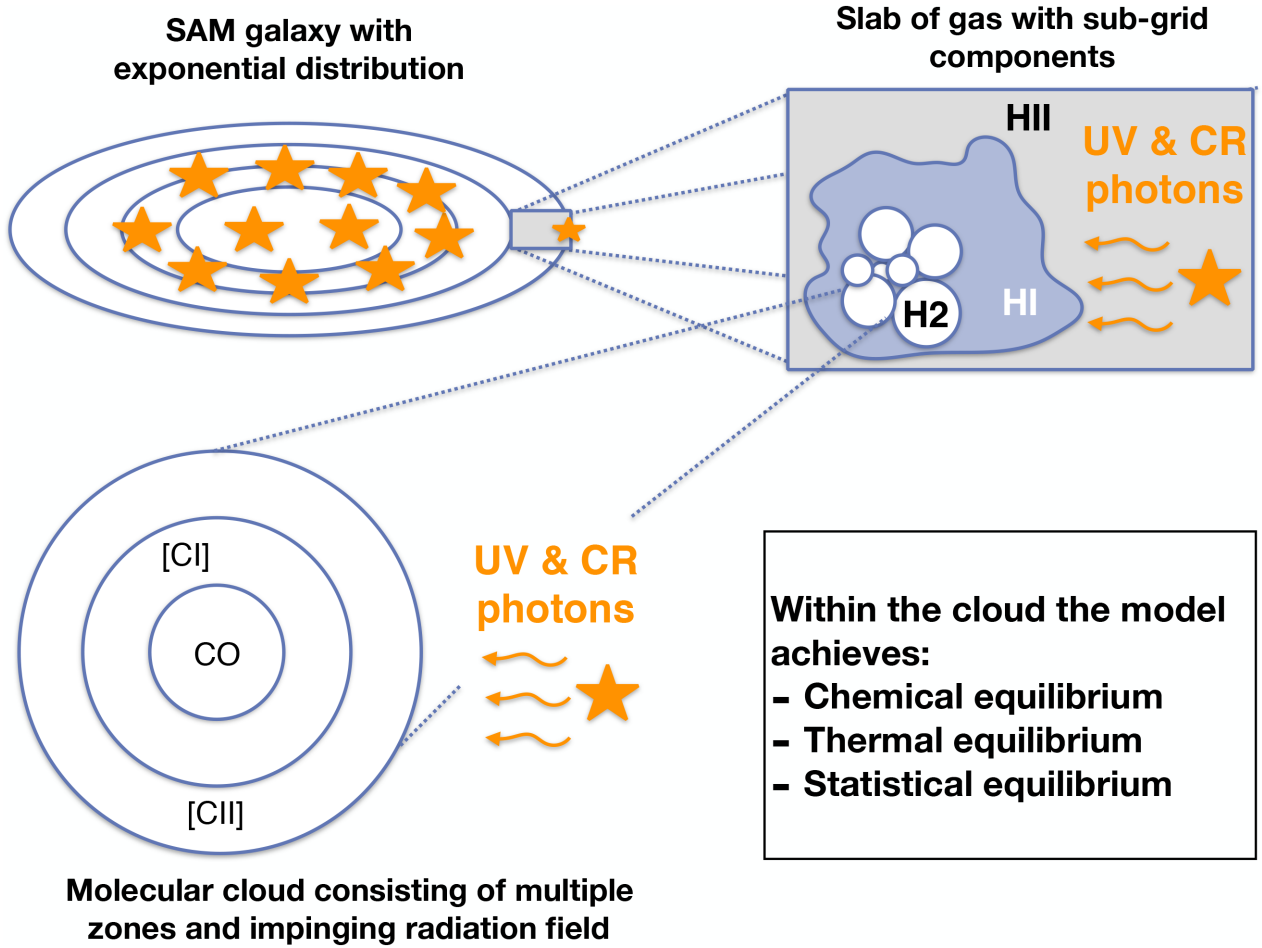 SAM galaxy with
exponential distribution
Slab of gas with sub-grid
components
HII
UV & CR
photons
HI
H2
[CI]
CO
[CII]
UV & CR
photons
Within the cloud the model
achieves:
- Chemical equilibrium
- Thermal equilibrium
- Statistical equilibrium
Molecular cloud consisting of multiple
zones and impinging radiation field